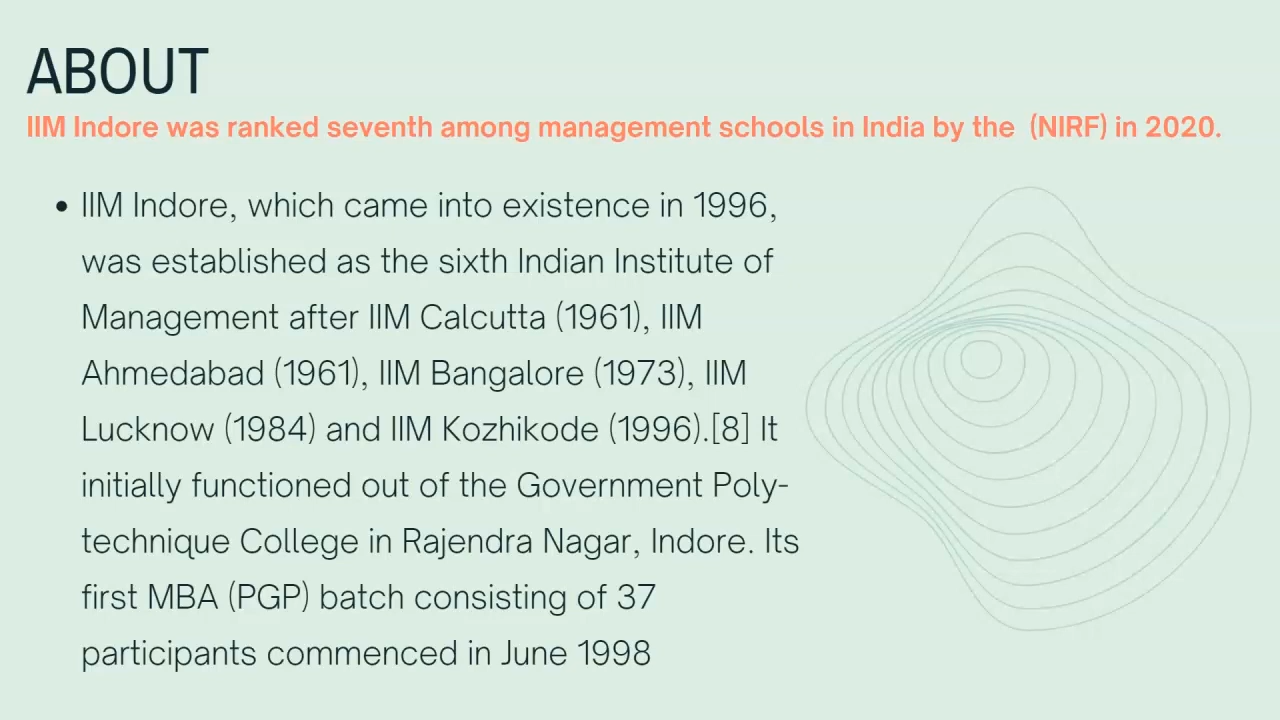 ABOUT
IIM Indore was ranked seventh among management schools in India by the  (NIRF) in 2020.
• IIM Indore, which came into existence in 1996,
was established as the sixth Indian Institute of
Management after IIM Calcutta (1961), IIM
Ahmedabad (1961), IIM Bangalore (1973), IIM
Lucknow (1984) and IIM Kozhikode (1996).[8] It
initially functioned out of the Government Poly-
technique College in Rajendra Nagar, Indore. Its
first MBA (PGP) batch consisting of 37
participants commenced in June 1998